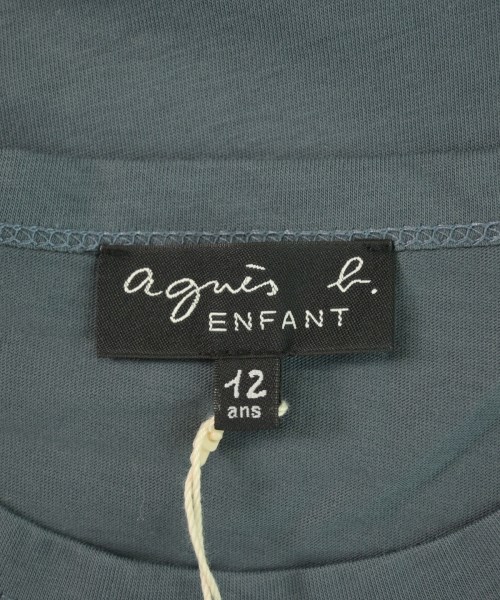 agnès b.
ENFANT
12
ans